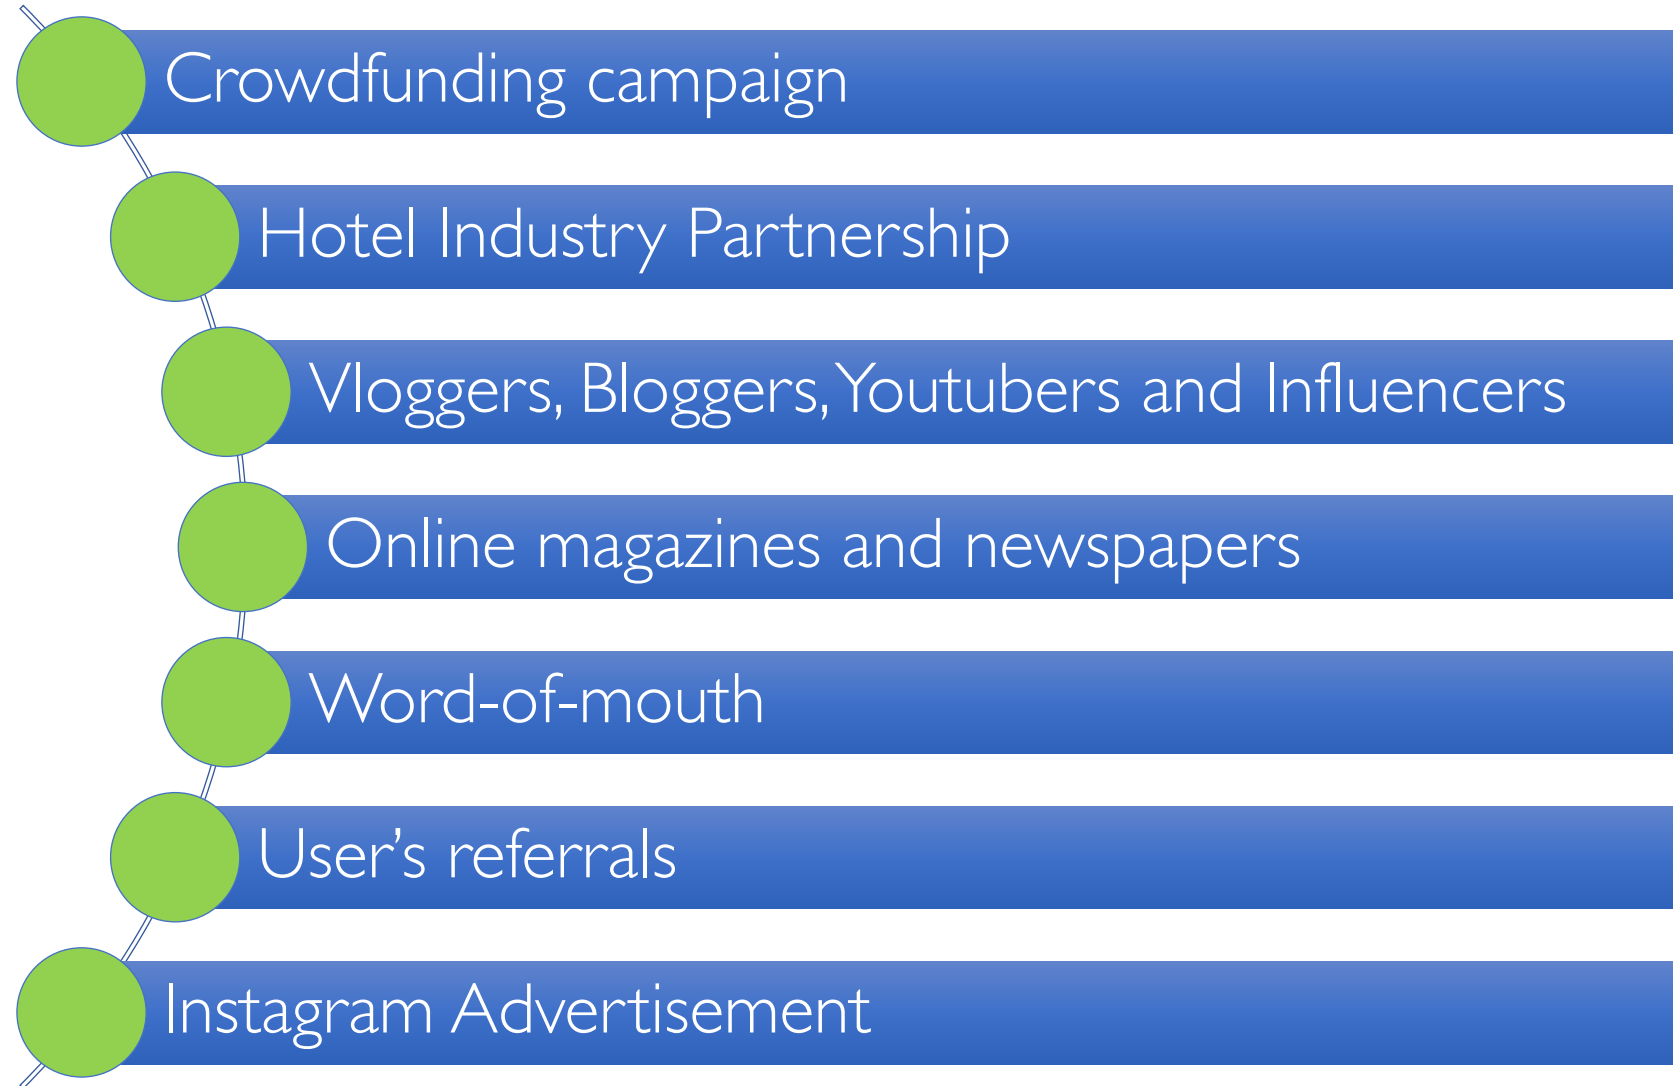 Crowdfunding campaign
Hotel Industry Partnership
Vloggers, Bloggers, Youtubers and Influencers
Online magazines and newspapers
Word-of-mouth
User’s referrals
Instagram Advertisement